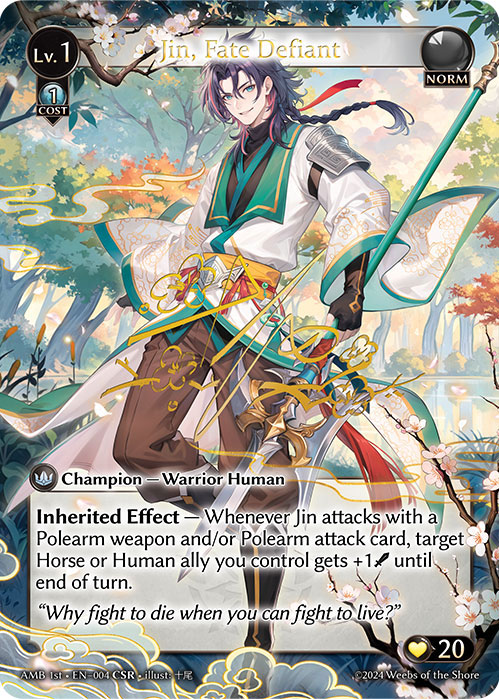 Lv. 1
Jin, Fate Defiant
NORM
1
COST
Champion — Warrior Human
Inherited Effect — Whenever Jin attacks with a
Polearm weapon and/or Polearm attack card, target
Horse or Human ally you control gets +1 until
end of turn.
“Why fight to die when you can fight to live?”
20
AMB 1st • EN-004 CSR • illust: 十尾
©2024 Weebs of the Shore